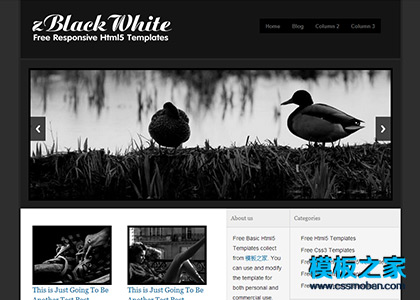 zBlackWhite
Free Responsive Html5 Templates
Home Blog Column 2 Column 3
This is Just Going To Be
Another Test Post
This is Just Going To Be
Another Test Post
About us
Free Basic Html5
Templates collect
from 模板之家. You
can use and modify
the template for
both personal and
commercial use.
Categories
Free Html5 Templates
Free Css3 Templates
模板之家
www.cssmoban.com